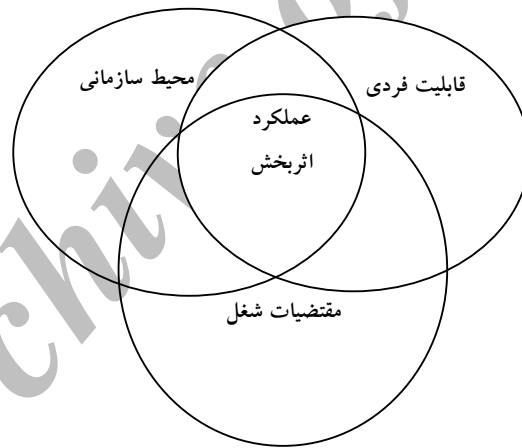 قابلیت فردی
محیط سازمانی
عملکرد
اثربخش
مقتضیات شغل